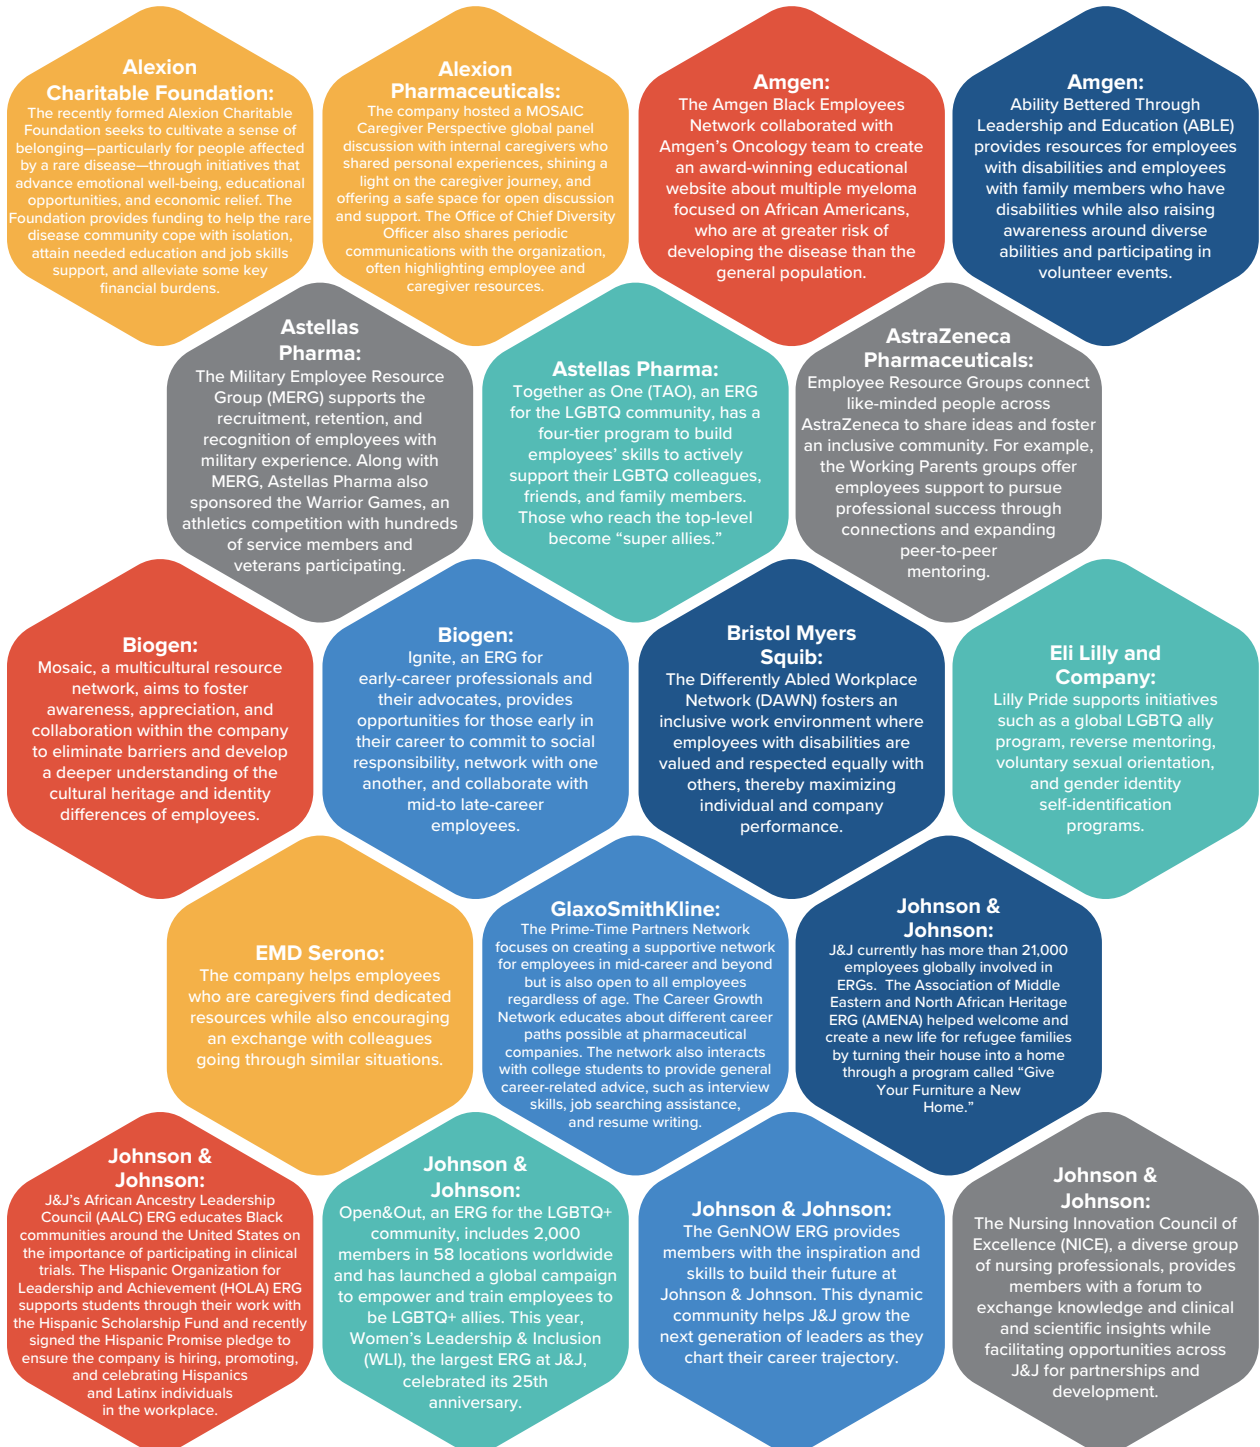 Alexion
Charitable Foundation:
The recently formed Alexion Charitable
Foundation seeks to cultivate a sense of
belonging—particularly for people affected
by a rare disease—through initiatives that
advance emotional well-being, educational
opportunities, and economic relief. The
Foundation provides funding to help the rare
disease community cope with isolation,
attain needed education and job skills
support, and alleviate some key
financial burdens.
Alexion
Pharmaceuticals:
The company hosted a MOSAIC
Caregiver Perspective global panel
discussion with internal caregivers who
shared personal experiences, shining a
light on the caregiver journey, and
offering a safe space for open discussion
and support. The Office of Chief Diversity
Officer also shares periodic
communications with the organization,
often highlighting employee and
caregiver resources.
Amgen:
The Amgen Black Employees
Network collaborated with
Amgen's Oncology team to create
an award-winning educational
website about multiple myeloma
focused on African Americans,
who are at greater risk of
developing the disease than the
general population.
Amgen:
Ability Bettered Through
Leadership and Education (ABLE)
provides resources for employees
with disabilities and employees
with family members who have
disabilities while also raising
awareness around diverse
abilities and participating in
volunteer events.
Astellas
Pharma:
The Military Employee Resource
Group (MERG) supports the
recruitment, retention, and
recognition of employees with
military experience. Along with
MERG, Astellas Pharma also
sponsored the Warrior Games, an
athletics competition with hundreds
of service members and
veterans participating.
Astellas Pharma:
Together as One (TAO), an ERG
for the LGBTQ community, has a
four-tier program to build
employees' skills to actively
support their LGBTQ colleagues,
friends, and family members.
Those who reach the top-level
become "super allies."
AstraZeneca
Pharmaceuticals:
Employee Resource Groups connect
like-minded people across
AstraZeneca to share ideas and foster
an inclusive community. For example,
the Working Parents groups offer
employees support to pursue
professional success through
connections and expanding
peer-to-peer
mentoring.
Biogen:
Mosaic, a multicultural resource
network, aims to foster
awareness, appreciation, and
collaboration within the company
to eliminate barriers and develop
a deeper understanding of the
cultural heritage and identity
differences of employees.
Biogen:
Ignite, an ERG for
early-career professionals and
their advocates, provides
opportunities for those early in
their career to commit to social
responsibility, network with one
another, and collaborate with
mid-to late-career
employees.
Bristol Myers
Squib:
The Differently Abled Workplace
Network (DAWN) fosters an
inclusive work environment where
employees with disabilities are
valued and respected equally with
others, thereby maximizing
individual and company
performance.
Eli Lilly and
Company:
Lilly Pride supports initiatives
such as a global LGBTQ ally
program, reverse mentoring,
voluntary sexual orientation,
and gender identity
self-identification
programs.
EMD Serono:
The company helps employees
who are caregivers find dedicated
resources while also encouraging
an exchange with colleagues
going through similar situations.
GlaxoSmithKline:
The Prime-Time Partners Network
focuses on creating a supportive network
for employees in mid-career and beyond
but is also open to all employees
regardless of age. The Career Growth
Network educates about different career
paths possible at pharmaceutical
companies. The network also interacts
with college students to provide general
career-related advice, such as interview
skills, job searching assistance,
and resume writing.
Johnson &
Johnson:
J&J currently has more than 21,000
employees globally involved in
ERGs. The Association of Middle
Eastern and North African Heritage
ERG (AMENA) helped welcome and
create a new life for refugee families
by turning their house into a home
through a program called "Give
Your Furniture a New
Home."
Johnson &
Johnson:
J&J's African Ancestry Leadership
Council (AALC) ERG educates Black
communities around the United States on
the importance of participating in clinical
trials. The Hispanic Organization for
Leadership and Achievement (HOLA) ERG
supports students through their work with
the Hispanic Scholarship Fund and recently
signed the Hispanic Promise pledge to
ensure the company is hiring, promoting,
and celebrating Hispanics
and Latinx individuals
in the workplace.
Johnson &
Johnson:
Open&Out, an ERG for the LGBTQ+
community, includes 2,000
members in 58 locations worldwide
and has launched a global campaign
to empower and train employees to
be LGBTQ+ allies. This year,
Women's Leadership & Inclusion
(WLI), the largest ERG at J&J,
celebrated its 25th
anniversary.
Johnson & Johnson:
The GenNOW ERG provides
members with the inspiration and
skills to build their future at
Johnson & Johnson. This dynamic
community helps J&J grow the
next generation of leaders as they
chart their career trajectory.
Johnson &
Johnson:
The Nursing Innovation Council of
Excellence (NICE), a diverse group
of nursing professionals, provides
members with a forum to
exchange knowledge and clinical
and scientific insights while
facilitating opportunities across
J&J for partnerships and
development.